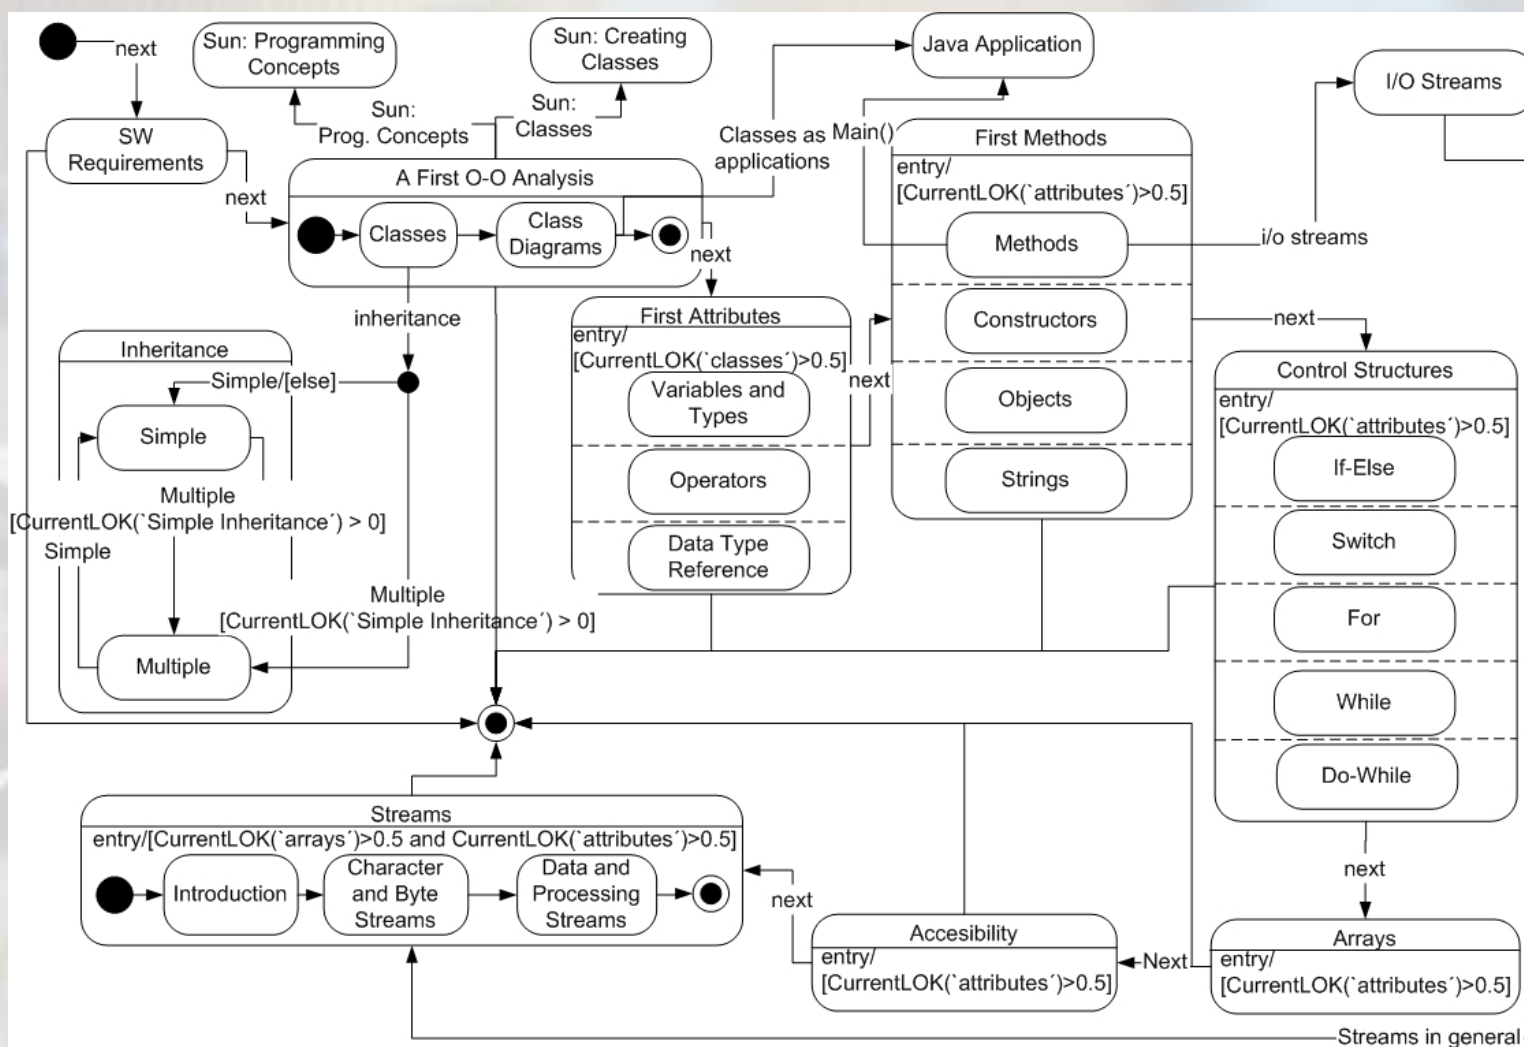 next
Sun: Programming
Concepts
Sun: Creating
Classes
Java Application
I/O Streams
SW
Requirements
Sun:
Prog. Concepts
Sun:
Classes
Classes as
applications
Main()
next
A First O-O Analysis
Classes
Class
Diagrams
next
inheritance
First Methods
entry/
[CurrentLOK(`attributes´)>0.5]
Methods
Constructors
Objects
Strings
i/o streams
First Attributes
entry/
[CurrentLOK(`classes´)>0.5]
Variables and
Types
Operators
Data Type
Reference
next
next
Inheritance
Simple/[else]
Simple
Multiple
[CurrentLOK(`Simple Inheritance´) > 0]
Simple
Multiple
[CurrentLOK(`Simple Inheritance´) > 0]
Multiple
Control Structures
entry/
[CurrentLOK(`attributes´)>0.5]
If-Else
Switch
For
While
Do-While
next
Streams
entry/[CurrentLOK(`arrays´)>0.5 and CurrentLOK(`attributes´)>0.5]
Introduction
Character
and Byte
Streams
Data and
Processing
Streams
next
Accesibility
entry/
[CurrentLOK(`attributes´)>0.5]
Next
Arrays
entry/
[CurrentLOK(`attributes´)>0.5]
Streams in general